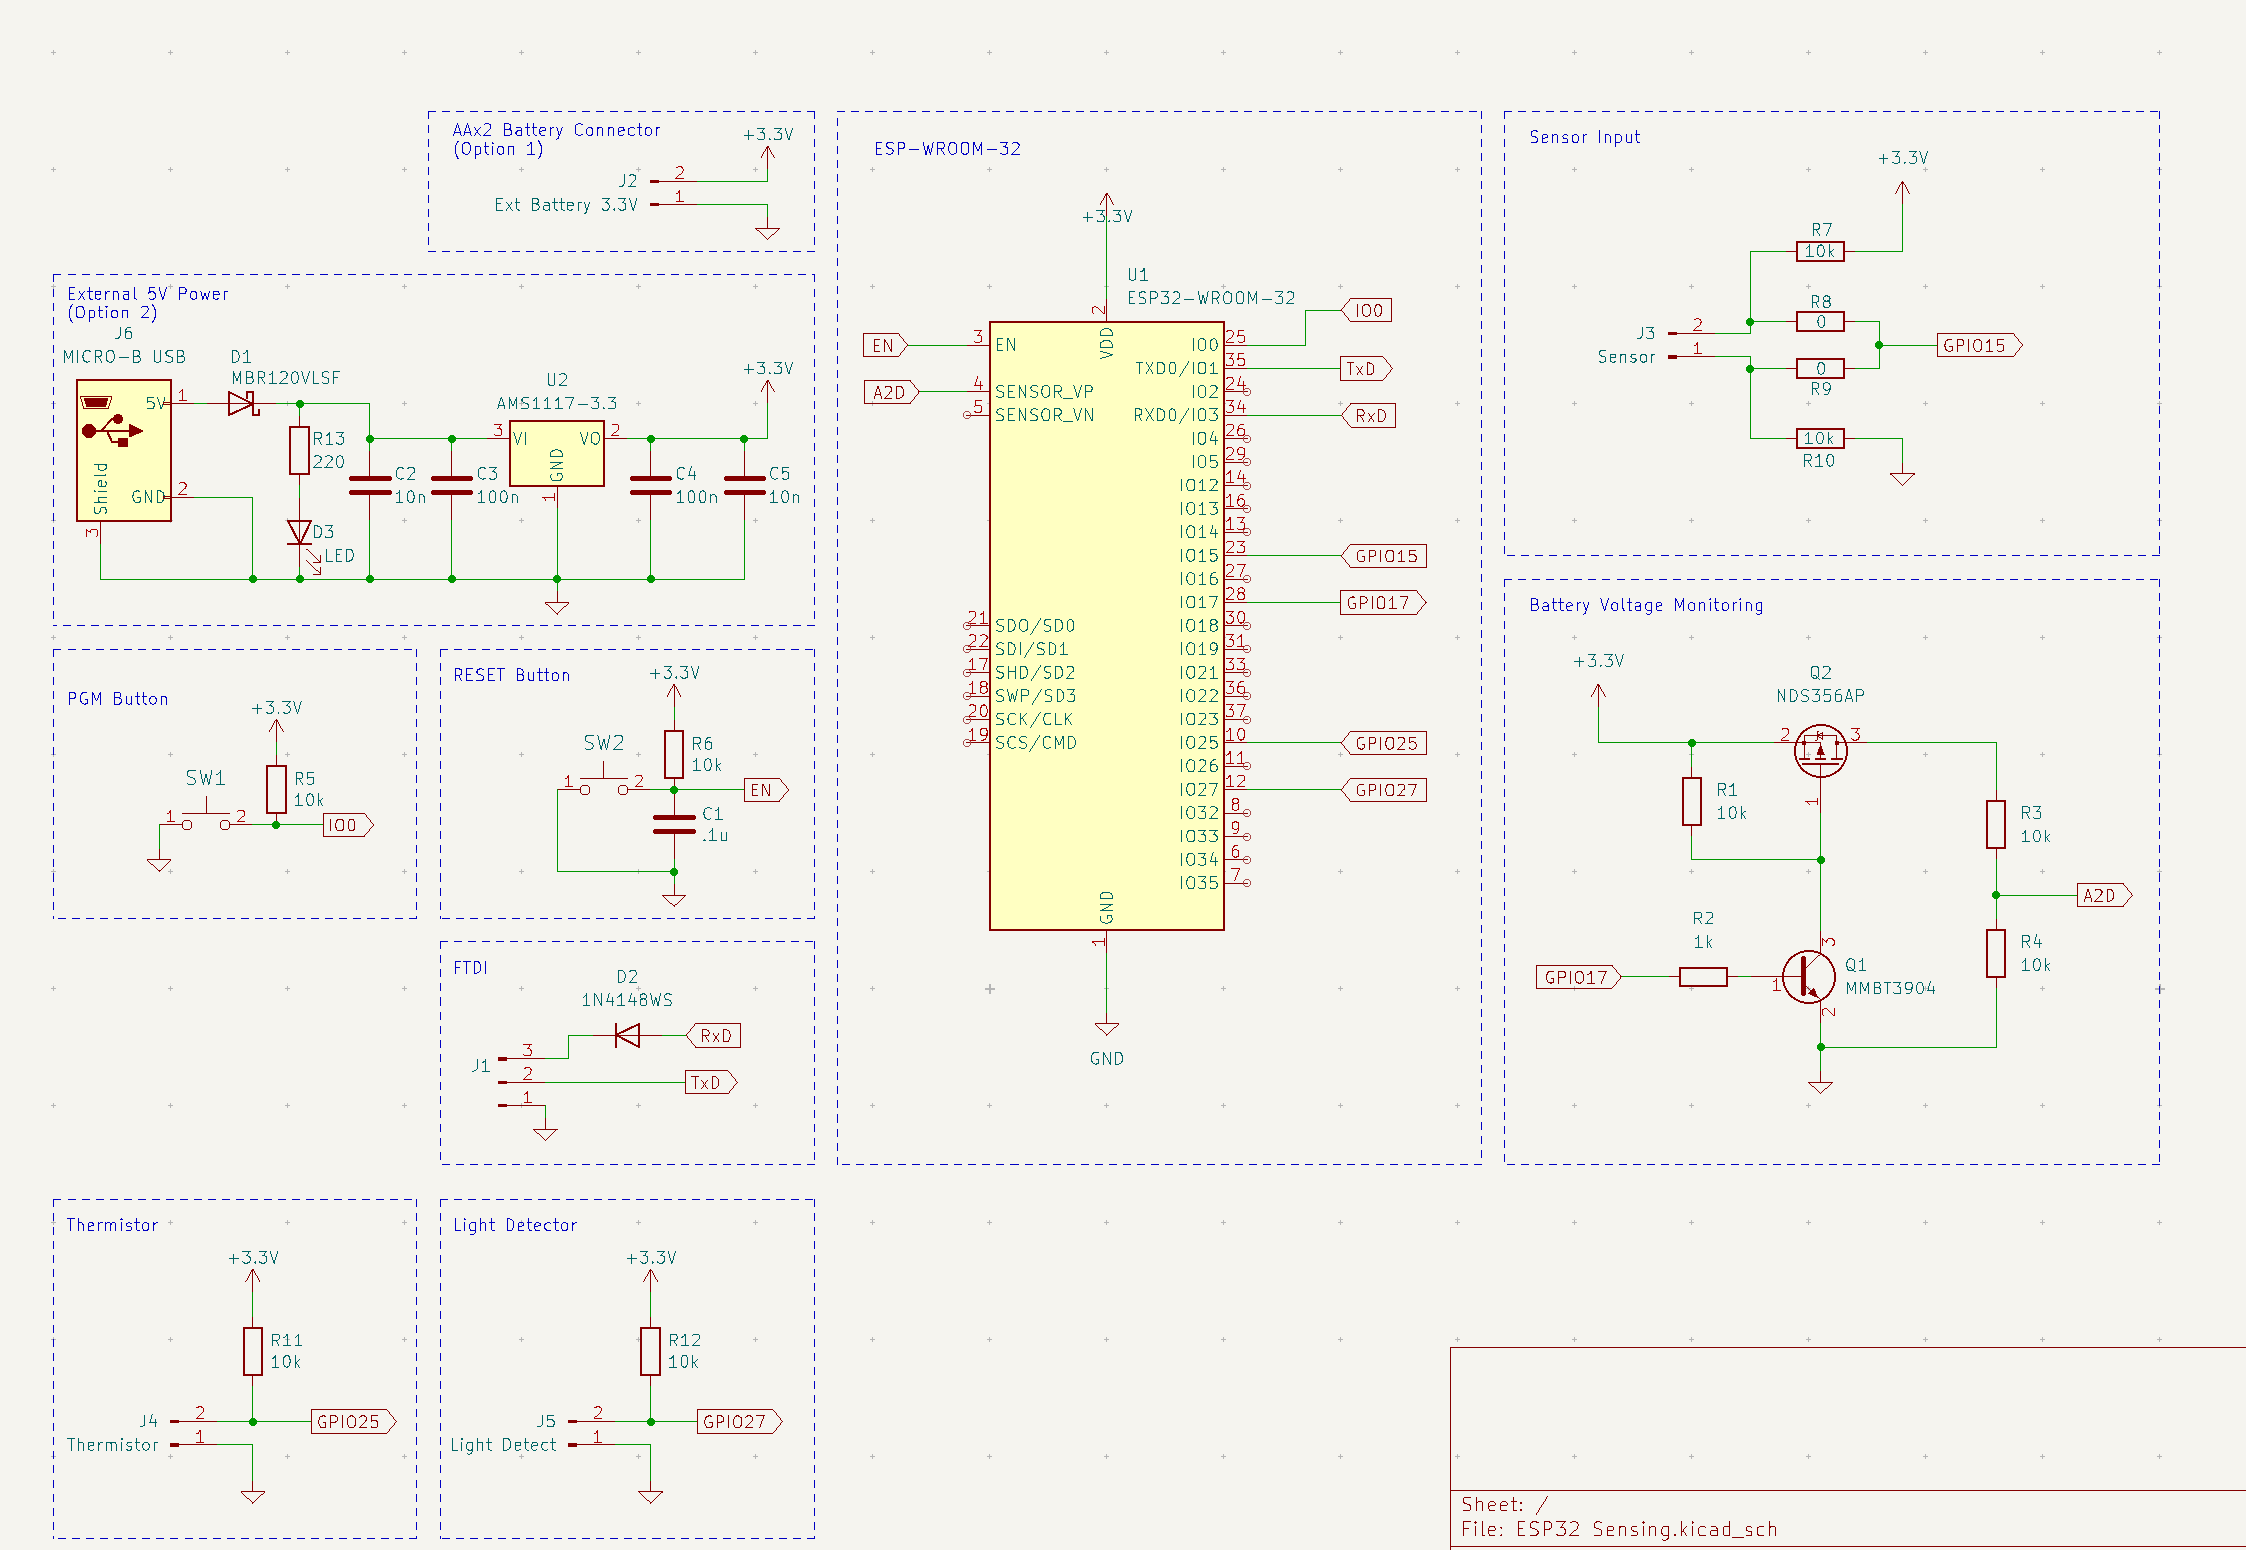 AAx2 Battery Connector
(Option 1)
+3.3V
J2
2
Ext Battery 3.3V
1
External 5V Power
(Option 2)
J6
MICRO-B USB
5V
1
GND
2
Shield
3
D1
MBR120VLSF
R13
220
D3
LED
C2
10n
C3
100n
U2
AMS1117-3.3
3
VI
VO
2
GND
1
C4
100n
C5
10n
+3.3V
PGM Button
+3.3V
SW1
R5
10k
1
2
IO0
RESET Button
+3.3V
SW2
R6
10k
1
2
EN
C1
.1u
FTDI
D2
1N4148WS
RxD
J1
3
2
TxD
1
Thermistor
+3.3V
R11
10k
J4
2
GPIO25
Thermistor
1
Light Detector
+3.3V
R12
10k
J5
2
GPIO27
Light Detect
1
ESP-WROOM-32
+3.3V
U1
ESP32-WROOM-32
2
VDD
EN
3
EN
A2D
4
SENSOR_VP
5
SENSOR_VN
21
SDO/SD0
22
SDI/SD1
17
SHD/SD2
18
SWP/SD3
20
SCK/CLK
19
SCS/CMD
IO0
25
IO0
TXD0/IO1
35
TxD
IO2
24
RXD0/IO3
34
RxD
IO4
26
IO5
29
IO12
14
IO13
16
IO14
13
IO15
23
GPIO15
IO16
27
IO17
28
GPIO17
IO18
30
IO19
31
IO21
33
IO22
36
IO23
37
IO25
10
GPIO25
IO26
11
IO27
12
GPIO27
IO32
8
IO33
9
IO34
6
IO35
7
GND
1
GND
Sensor Input
+3.3V
R7
10k
R8
0
J3
2
Sensor
1
GPIO15
0
R9
10k
R10
Battery Voltage Monitoring
+3.3V
Q2
NDS356AP
2
3
1
R1
10k
R3
10k
A2D
R2
1k
GPIO17
3
Q1
MMBT3904
1
2
R4
10k
Sheet: /
File: ESP32 Sensing.kicad_sch